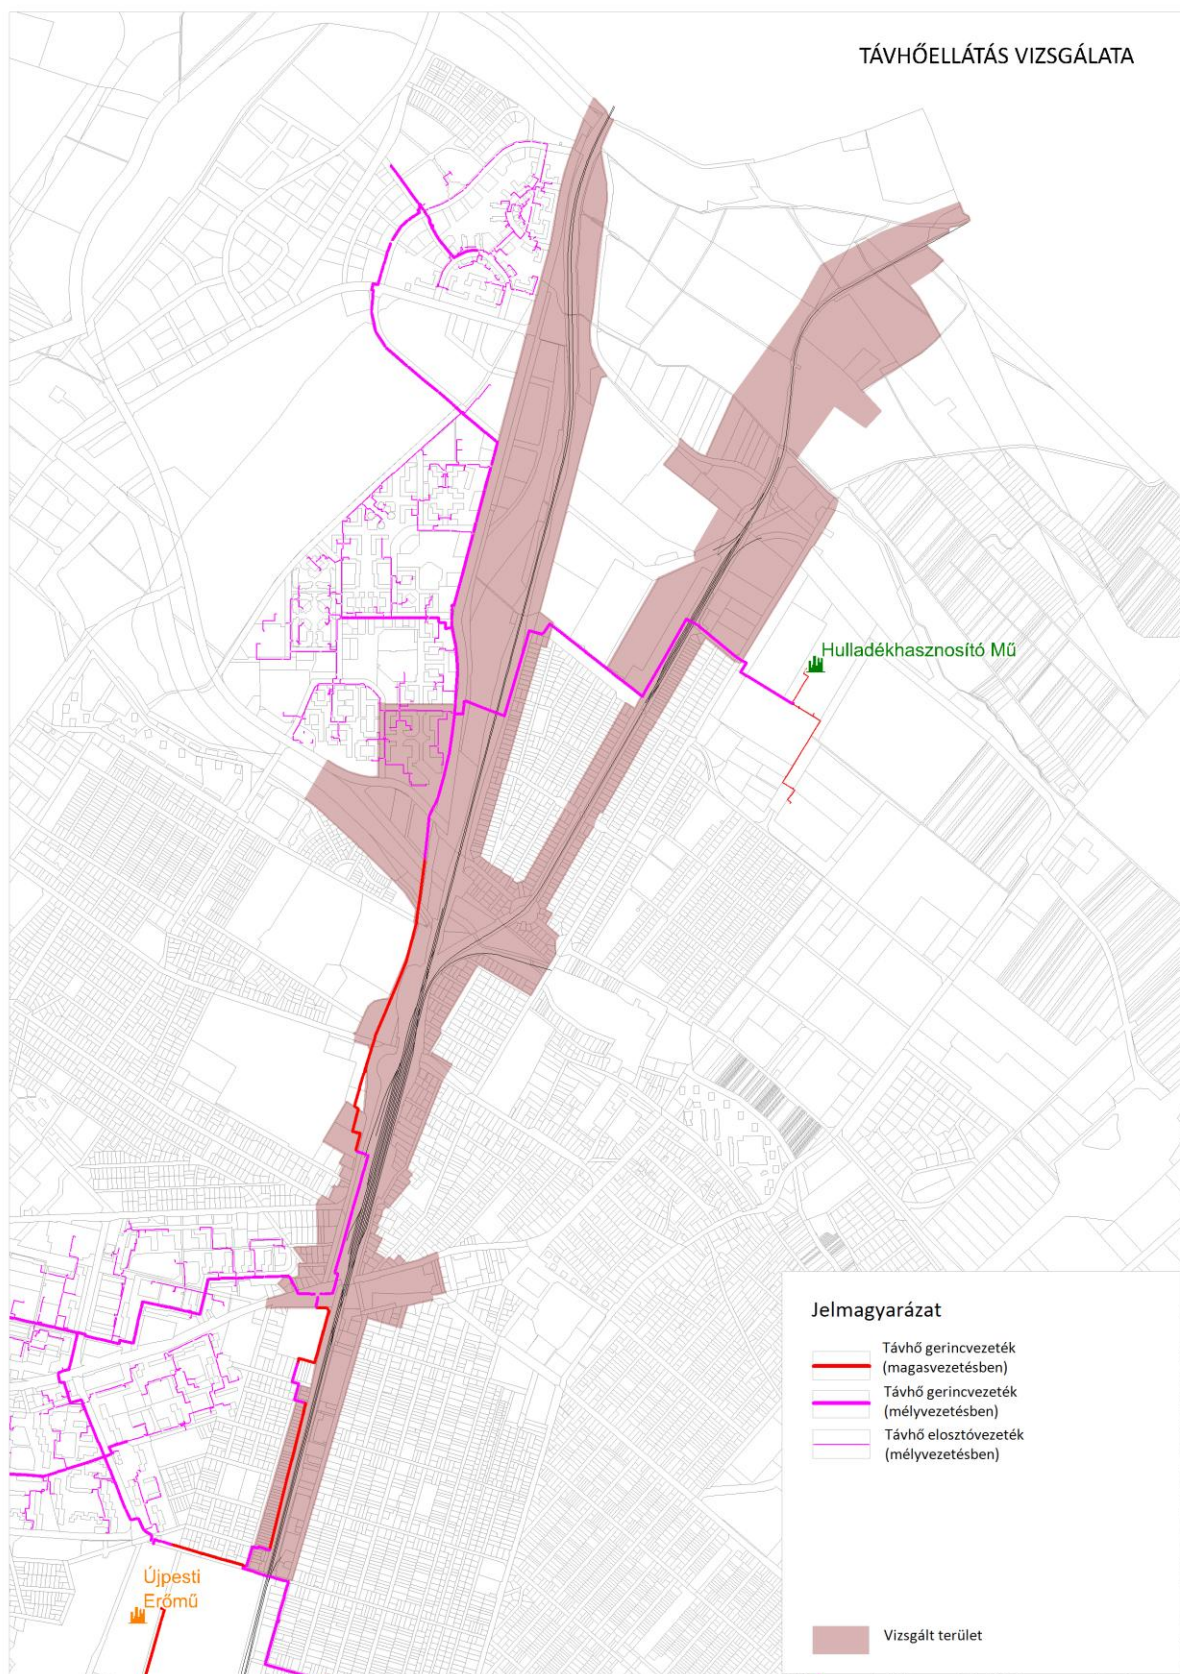 TÁVHŐELLÁTÁS VIZSGÁLATA
Hulladékhasznosító Mű
Jelmagyarázat
Távhő gerincvezeték
(magasvezetésben)
Távhő gerincvezeték
(mélyvezetésben)
Távhő elosztóvezeték
(mélyvezetésben)
Újpesti
Erőmű
Vizsgált terület